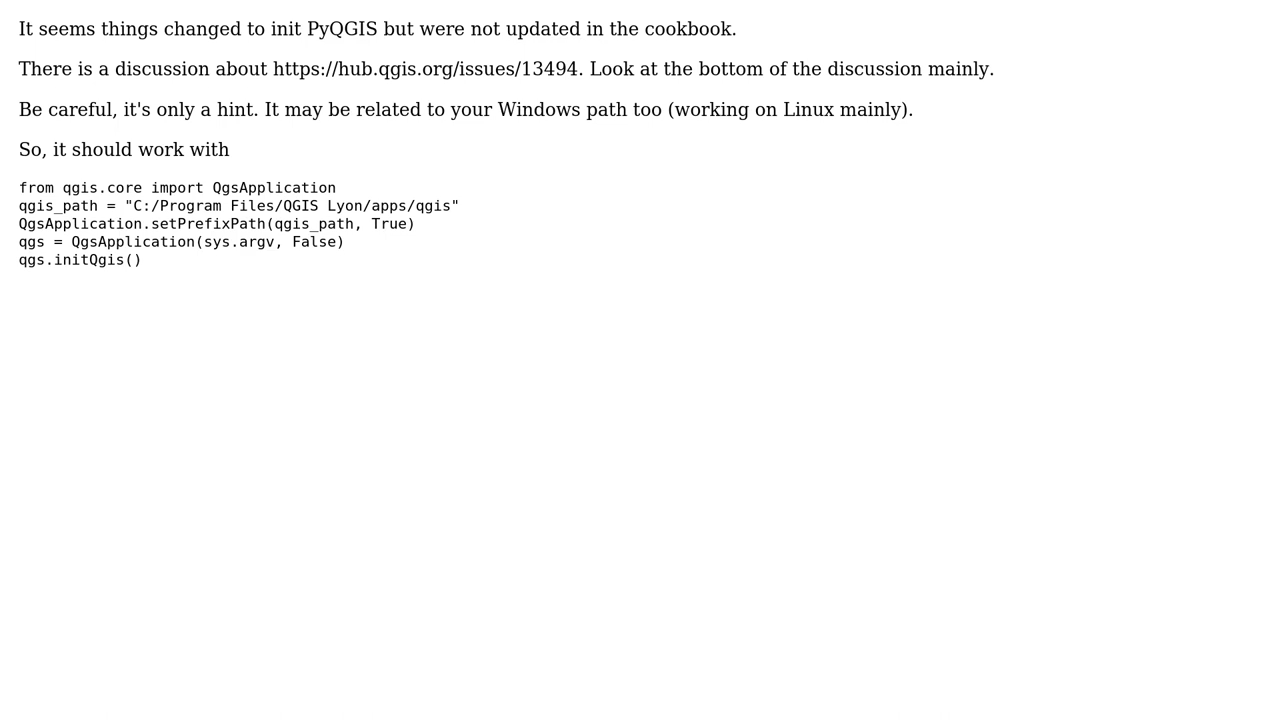 It seems things changed to init PyQGIS but were not updated in the cookbook.
There is a discussion about https://hub.qgis.org/issues/13494. Look at the bottom of the discussion mainly.
Be careful, it's only a hint. It may be related to your Windows path too (working on Linux mainly).
So, it should work with
from qgis.core import QgsApplication
qgis_path = "C:/Program Files/QGIS Lyon/apps/qgis"
QgsApplication.setPrefixPath(qgis_path, True)
qgs = QgsApplication(sys.argv, False)
qgs.initQgis()